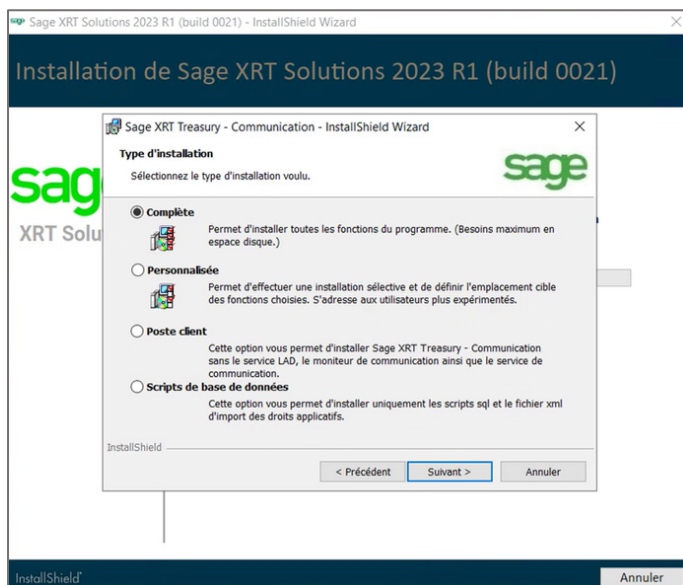 Sage XRT Solutions 2023 R1 (build 0021) - InstallShield Wizard
Installation de Sage XRT Solutions 2023 R1 (build 0021)
sag
XRT Solu
Sage XRT Treasury - Communication - InstallShield Wizard
Type d'installation
Sélectionnez le type d'installation voulu.
sage
Complète
Permet d'installer toutes les fonctions du programme. (Besoins maximum en
espace disque.)
Personnalisée
Permet d'effectuer une installation sélective et de définir l'emplacement cible
des fonctions choisies. S'adresse aux utilisateurs plus expérimentés.
Poste client
Cette option vous permet d'installer Sage XRT Treasury - Communication
sans le service LAD, le moniteur de communication ainsi que le service de
communication.
Scripts de base de données
Cette option vous permet d'installer uniquement les scripts sql et le fichier xml
d'import des droits applicatifs.
InstallShield
< Précédent
Suivant >
Annuler
InstallShield
Annuler